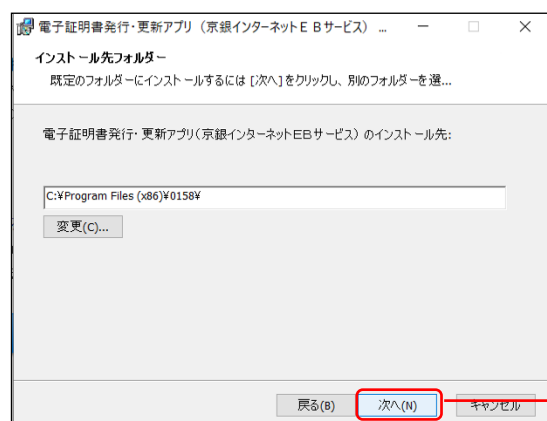 電子証明書発行・更新アプリ（京銀インターネットＥＢサービス） ...
インストール先フォルダー
既定のフォルダーにインストールするには [次へ] をクリックし、別のフォルダーを選...
電子証明書発行・更新アプリ（京銀インターネットＥＢサービス） のインストール先:
C:¥Program Files (x86)¥0158¥
変更(C)...
戻る(B) 次へ(N) キャンセル